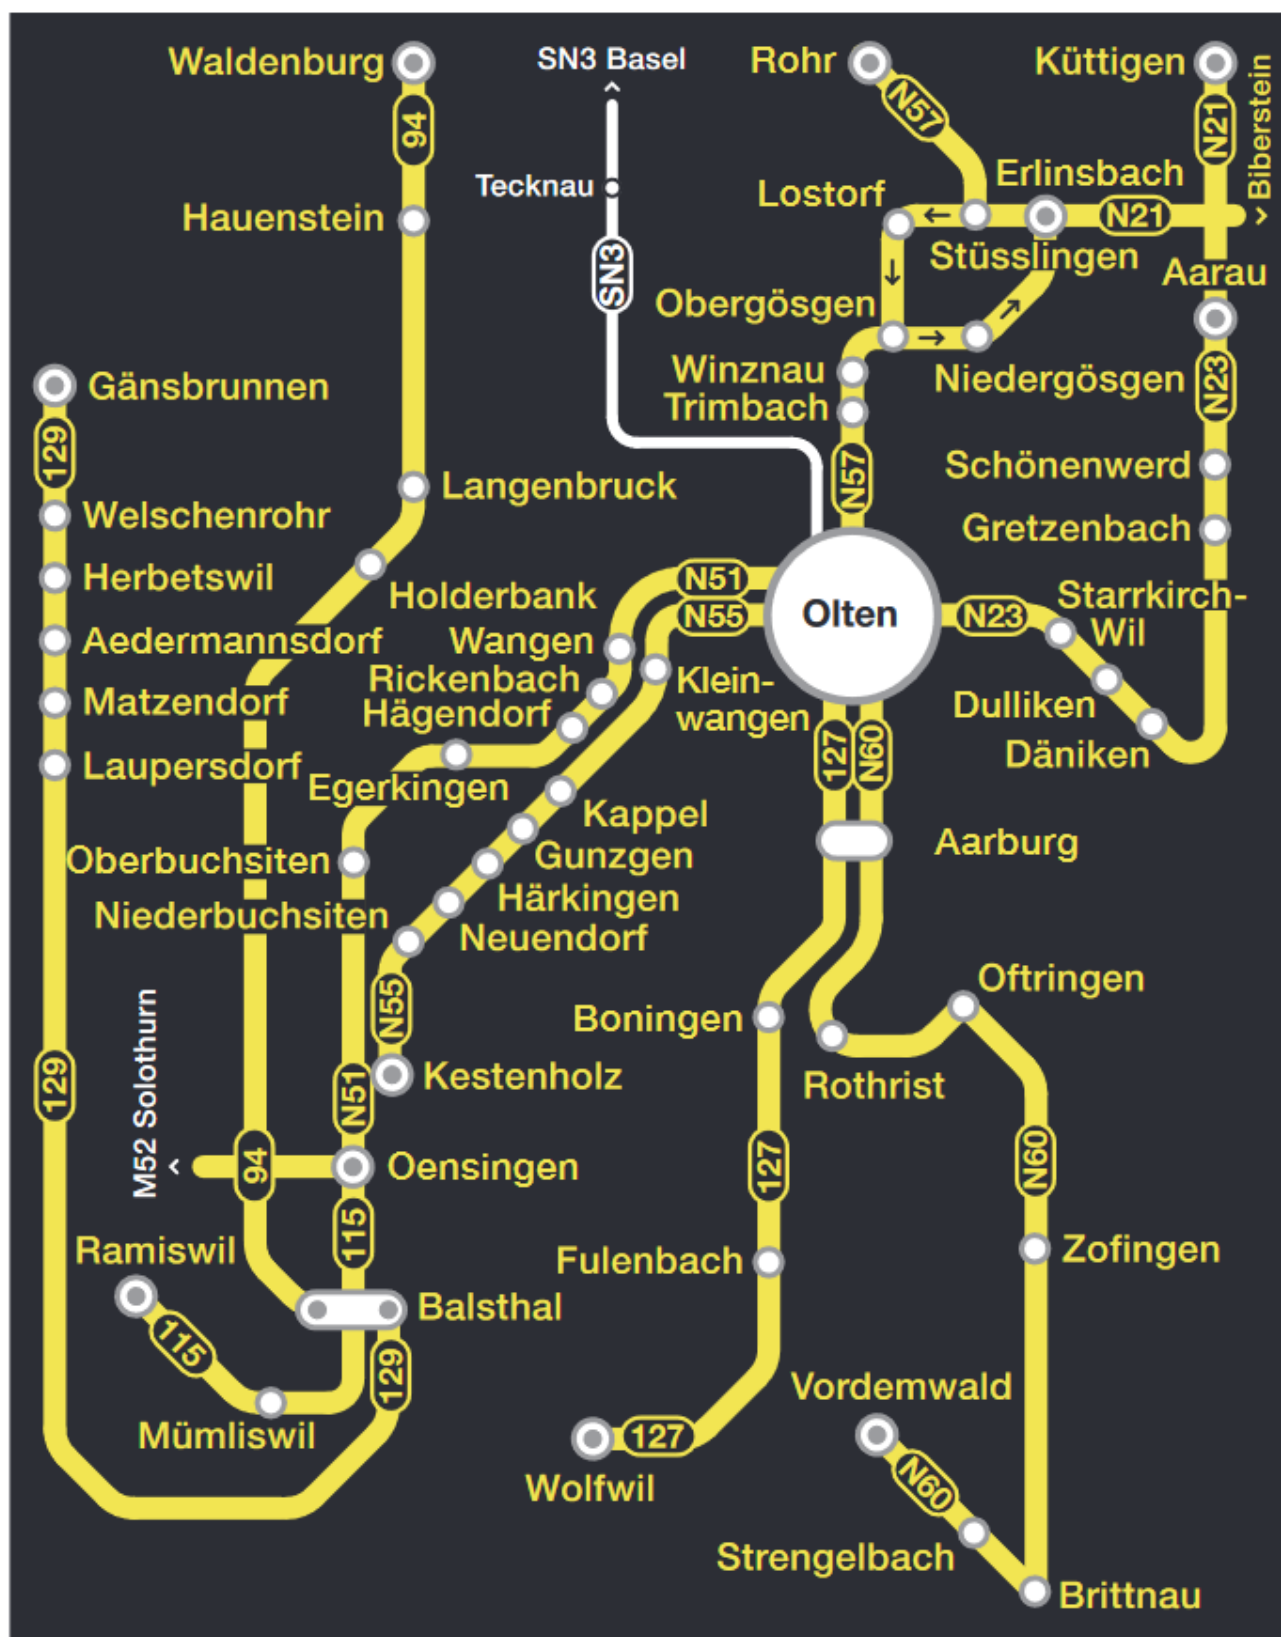 Waldenburg
94
Hauenstein
Langenbruck
Holderbank
SN3 Basel
Tecknau
SN3
Rohr
N57
Küttigen
N21
Biberstein
Erlinsbach
N21
Lostorf
Stüsslingen
Aarau
Obergösgen
Niedergösgen
N23
Winznau
Trimbach
N57
Schönenwerd
Gretzenbach
Gänsbrunnen
129
Welschenrohr
Herbetswil
Aedermannsdorf
Matzendorf
Laupersdorf
N51
N55
Olten
N23
Starrkirch-
Wil
Dulliken
Däniken
Wangen
Rickenbach
Hägendorf
Egerkingen
Klein-
wangen
127
N60
Oberbuchsiten
Niederbuchsiten
Kappel
Gunzgen
Härkingen
Neuendorf
Aarburg
N55
Kestenholz
Boningen
Rothrist
Oftringen
129
N51
M52 Solothurn
94
Oensingen
115
127
N60
Ramiswil
115
Balsthal
129
Mümliswil
Fulenbach
Zofingen
Wolfwil
127
Vordemwald
N60
Strengelbach
Brittnau